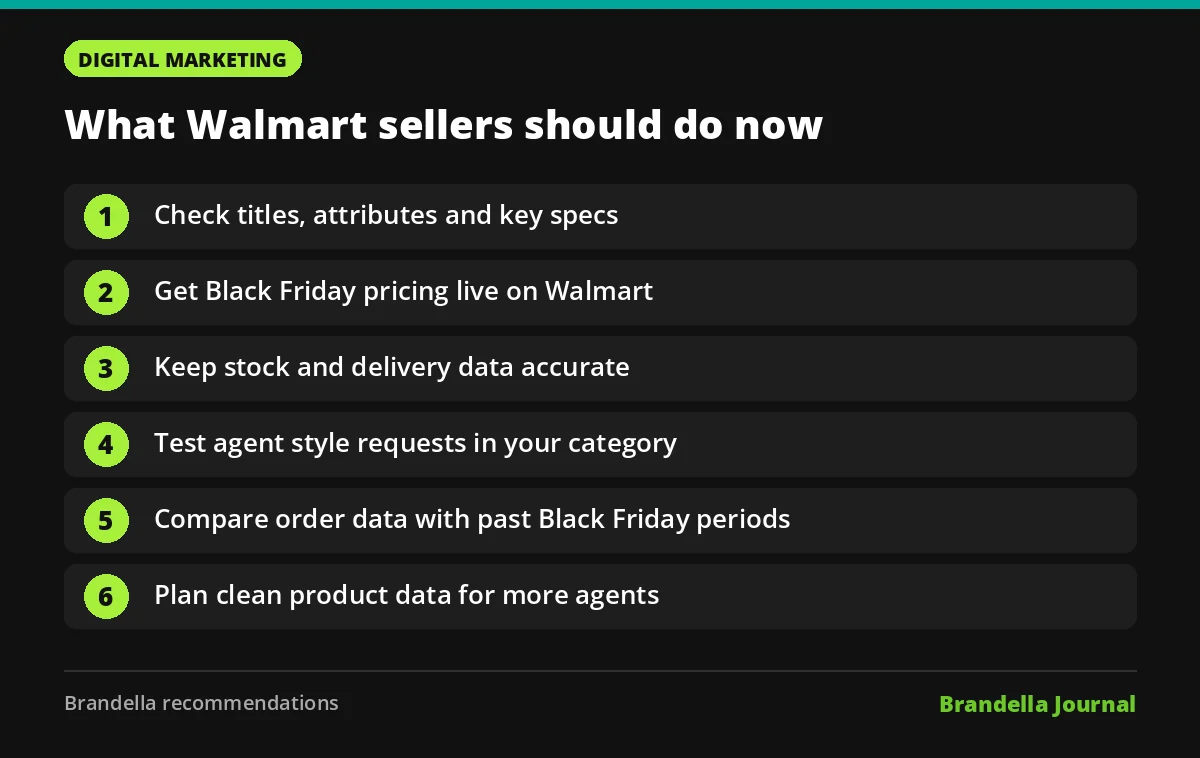 DIGITAL MARKETING
What Walmart sellers should do now
1 Check titles, attributes and key specs
2 Get Black Friday pricing live on Walmart
3 Keep stock and delivery data accurate
4 Test agent style requests in your category
5 Compare order data with past Black Friday periods
6 Plan clean product data for more agents
Brandella recommendations
Brandella Journal